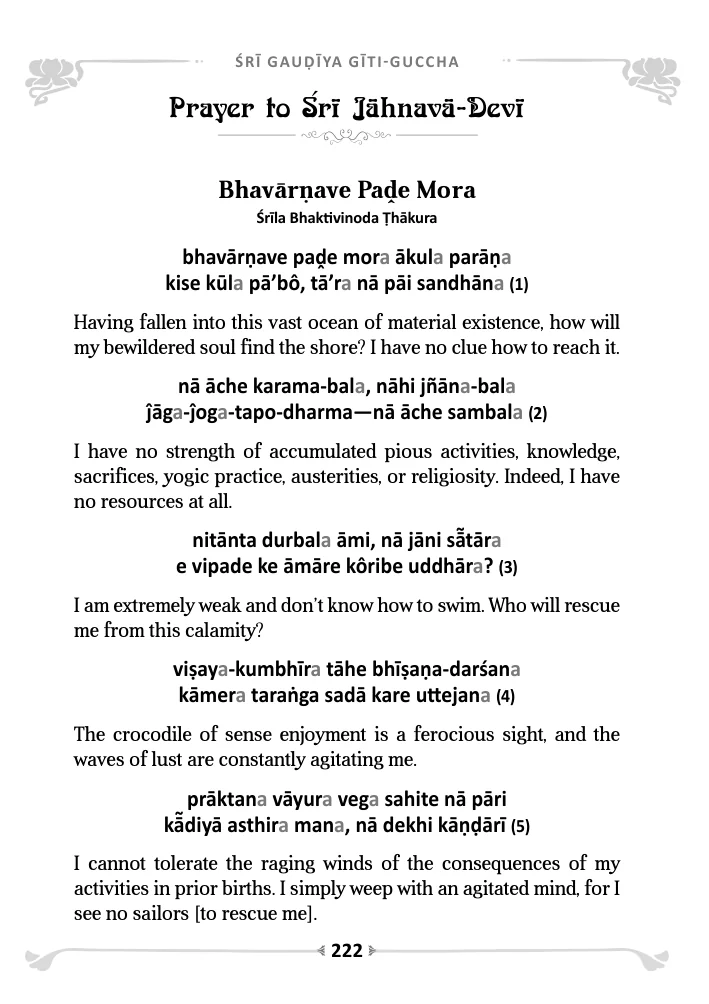 ŚRĪ GAUḌĪYA GĪTI-GUCCHA
Prayer to Śrī Jāhnavā-Devī
Bhavārṇave Paḓe Mora
Śrīla Bhaktivinoda Ṭhākura
bhavārṇave paḓe mora ākula parāṇa
kise kūla pā’bô, tā’ra nā pāi sandhāna (1)
Having fallen into this vast ocean of material existence, how will
my bewildered soul find the shore? I have no clue how to reach it.
nā āche karama-bala, nāhi jñāna-bala
ĵāga-ĵoga-tapo-dharma—nā āche sambala (2)
I have no strength of accumulated pious activities, knowledge,
sacrifices, yogic practice, austerities, or religiosity. Indeed, I have
no resources at all.
nitānta durbala āmi, nā jāni sā̃tāra
e vipade ke āmāre kôribe uddhāra? (3)
I am extremely weak and don’t know how to swim. Who will rescue
me from this calamity?
viṣaya-kumbhīra tāhe bhīṣaṇa-darśana
kāmera taraṅga sadā kare uttejana (4)
The crocodile of sense enjoyment is a ferocious sight, and the
waves of lust are constantly agitating me.
prāktana vāyura vega sahite nā pāri
kā̃diyā asthira mana, nā dekhi kāṇḍārī (5)
I cannot tolerate the raging winds of the consequences of my
activities in prior births. I simply weep with an agitated mind, for I
see no sailors [to rescue me].
222